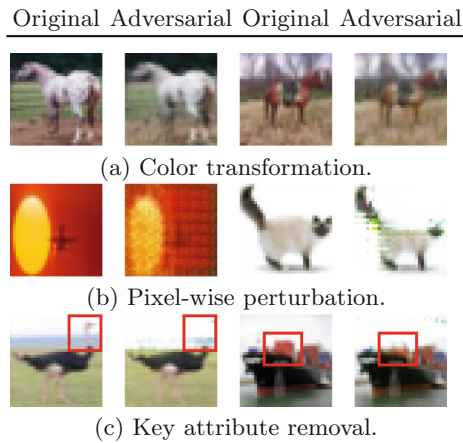 Original Adversarial Original Adversarial
(a) Color transformation.
(b) Pixel-wise perturbation.
(c) Key attribute removal.